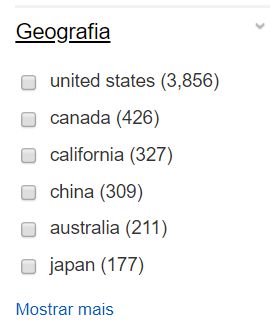 Geografia
united states (3,856)
canada (426)
california (327)
china (309)
australia (211)
japan (177)
Mostrar mais